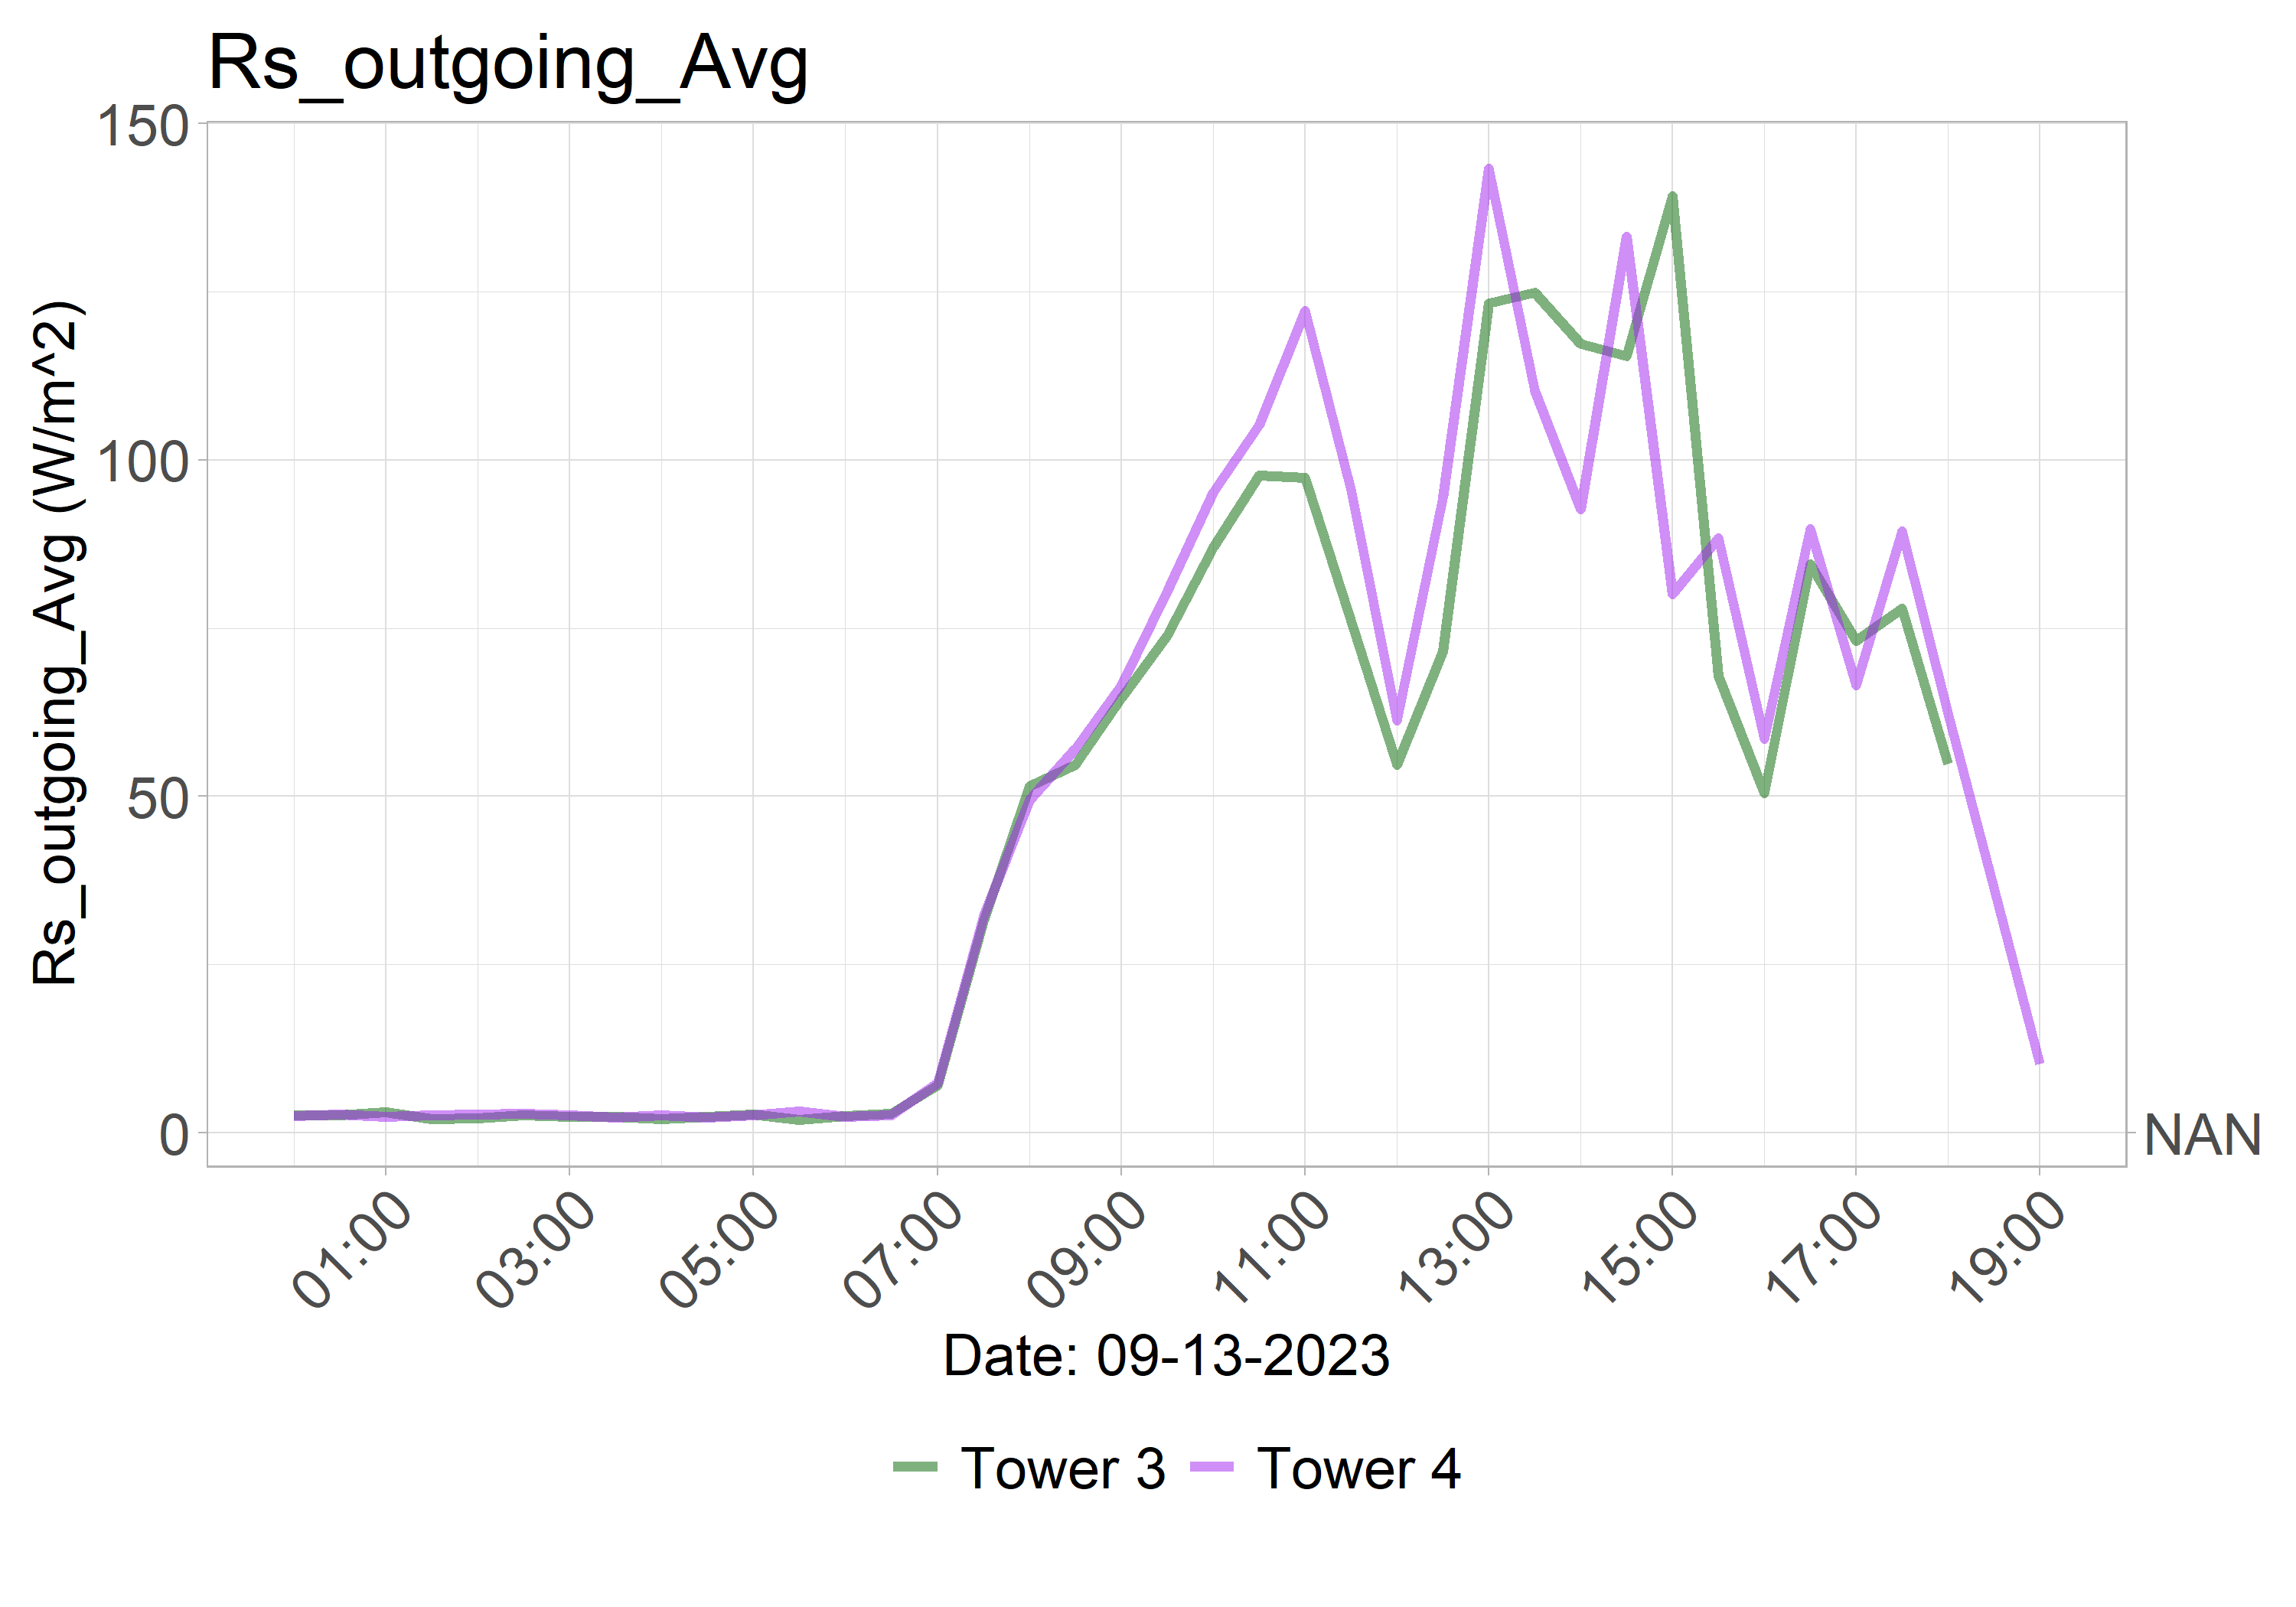 Rs_outgoing_Avg
Rs_outgoing_Avg (W/m^2)
150
100
50
0
NAN
01:00 03:00 05:00 07:00 09:00 11:00 13:00 15:00 17:00 19:00
Date: 09-13-2023
Tower 3 Tower 4